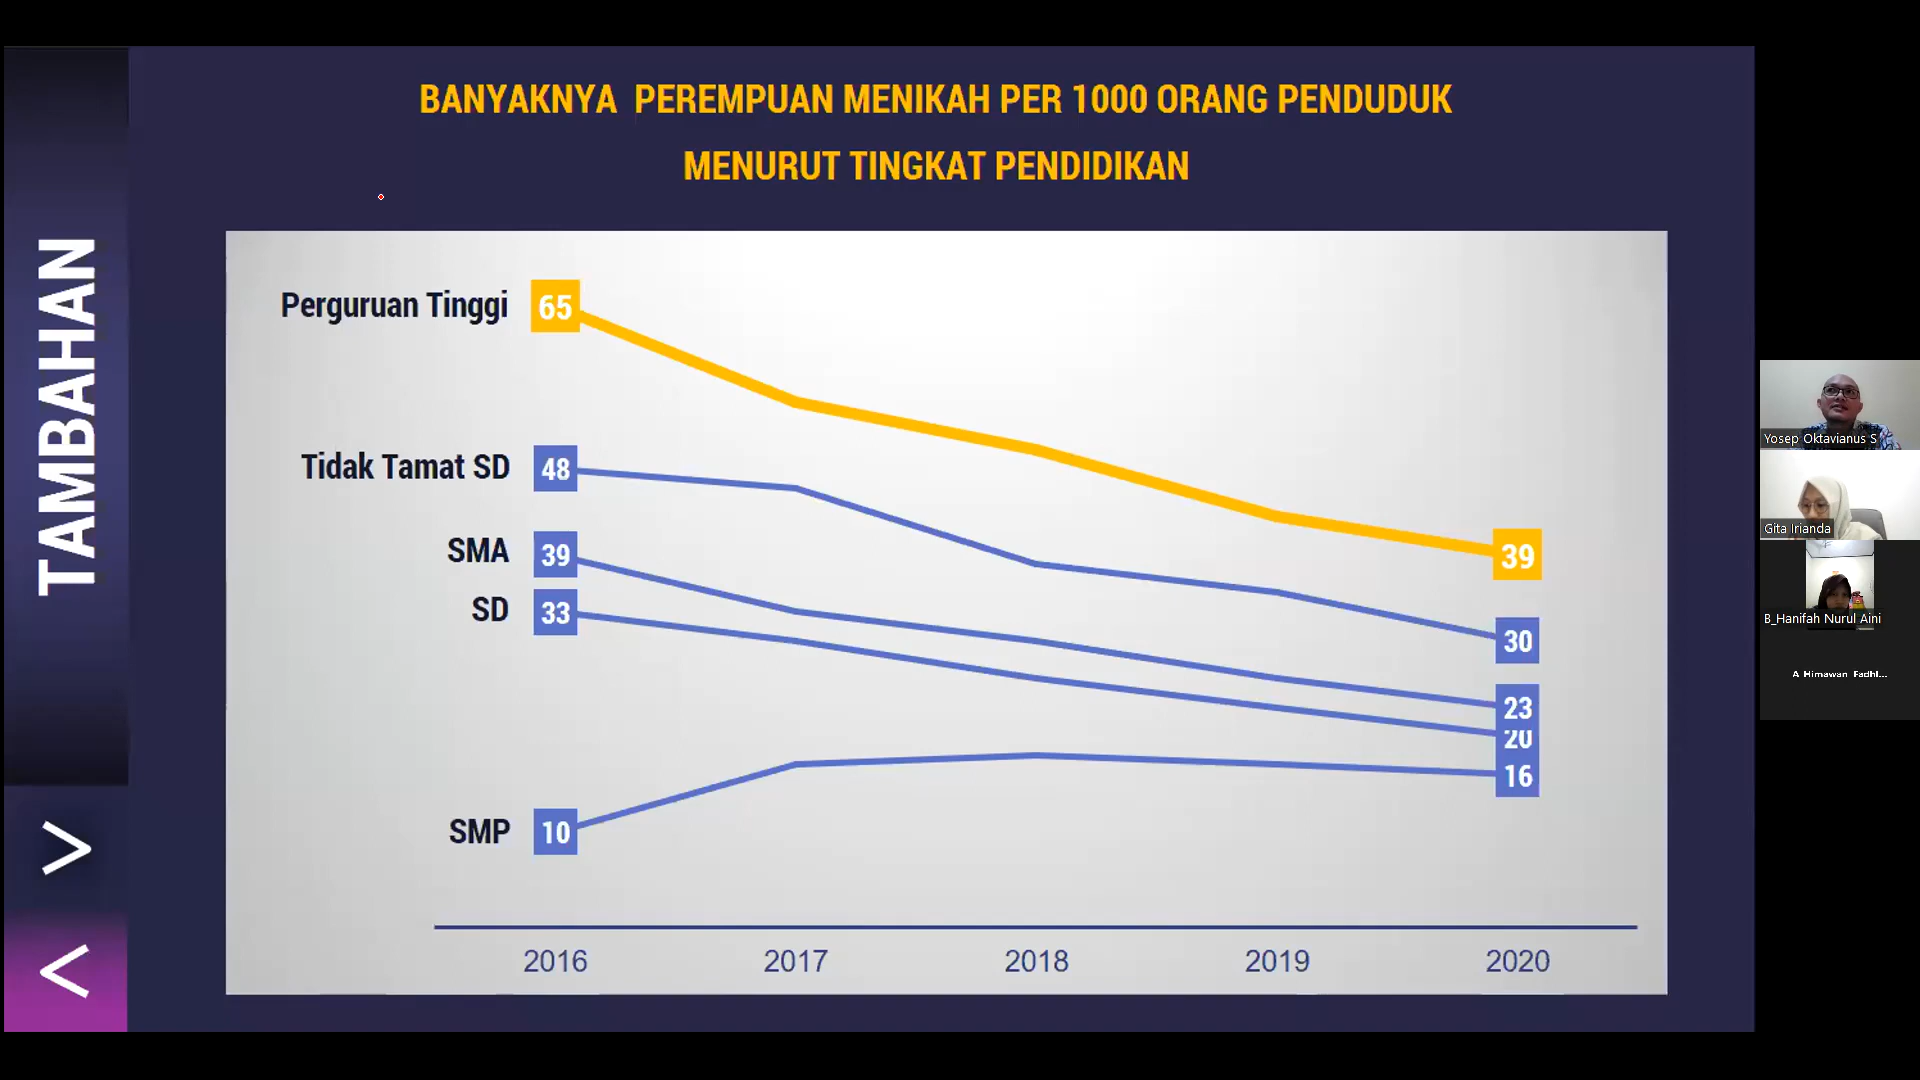 BANYAKNYA PEREMPUAN MENIKAH PER 1000 ORANG PENDUDUK
MENURUT TINGKAT PENDIDIKAN
TAMBAHAN
Perguruan Tinggi 65
Tidak Tamat SD 48
SMA 39
SD 33
SMP 10
39
30
23
20
16
2016 2017 2018 2019 2020
Yosep Oktavianus S
Gita Irianda
B_Hanifah Nurul Aini
A_Himawan_Fadhl...